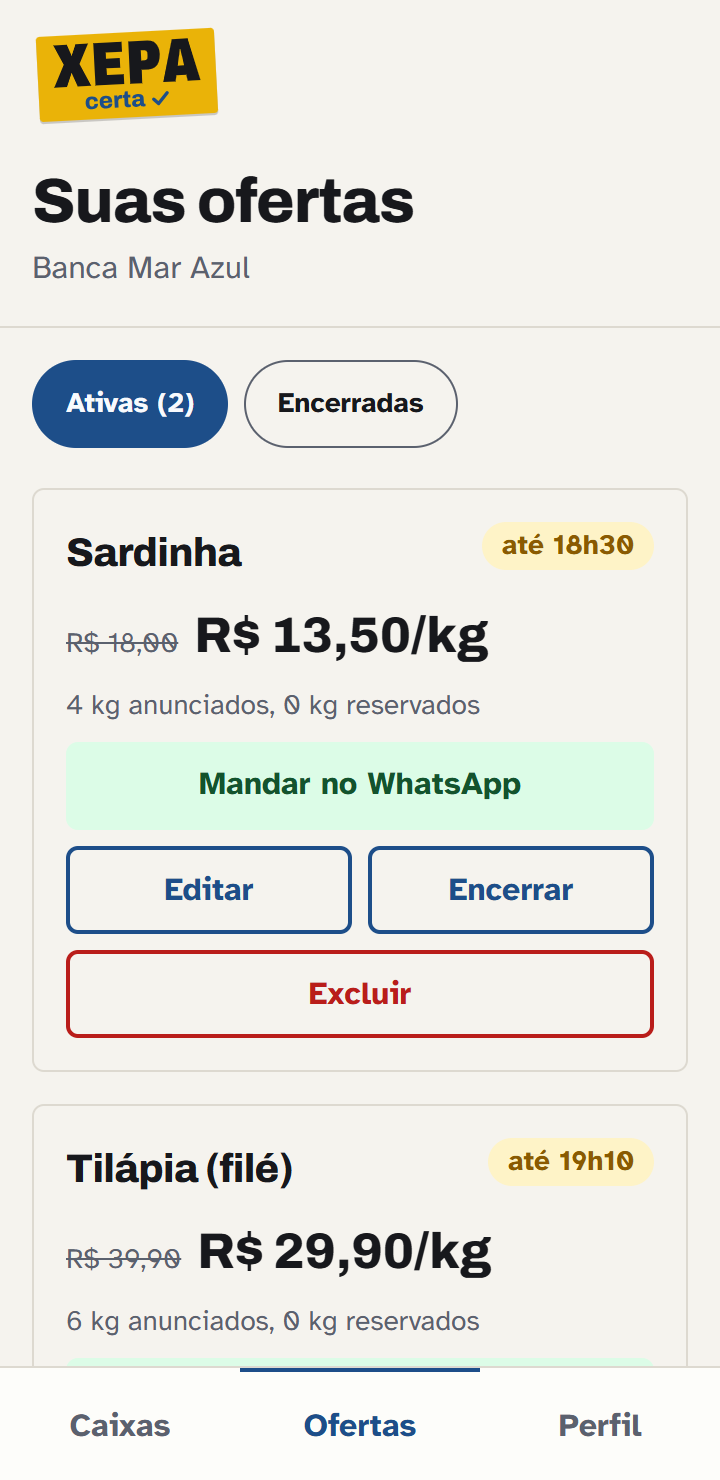 XEPA
certa
Suas ofertas
Banca Mar Azul
Ativas (2)
Encerradas
Sardinha
até 18h30
R$ 18,00 R$ 13,50/kg
4 kg anunciados, 0 kg reservados
Mandar no WhatsApp
Editar
Encerrar
Excluir
Tilápia (filé)
até 19h10
R$ 39,90 R$ 29,90/kg
6 kg anunciados, 0 kg reservados
Caixas
Ofertas
Perfil